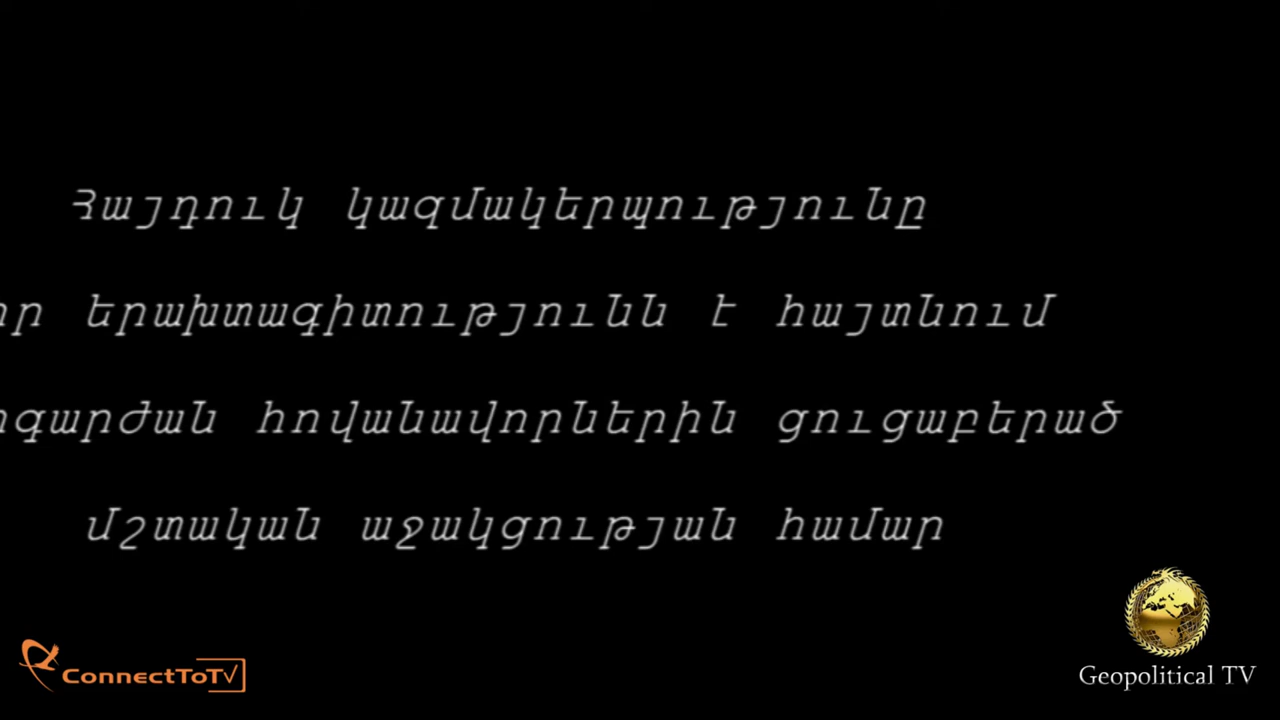 Հայդուկ կազմակերպությունը
երախտագիտությունն է հայտնում
հովանավորներին ցուցաբերած
մշտական աջակցության համար
ConnectToTV
Geopolitical TV